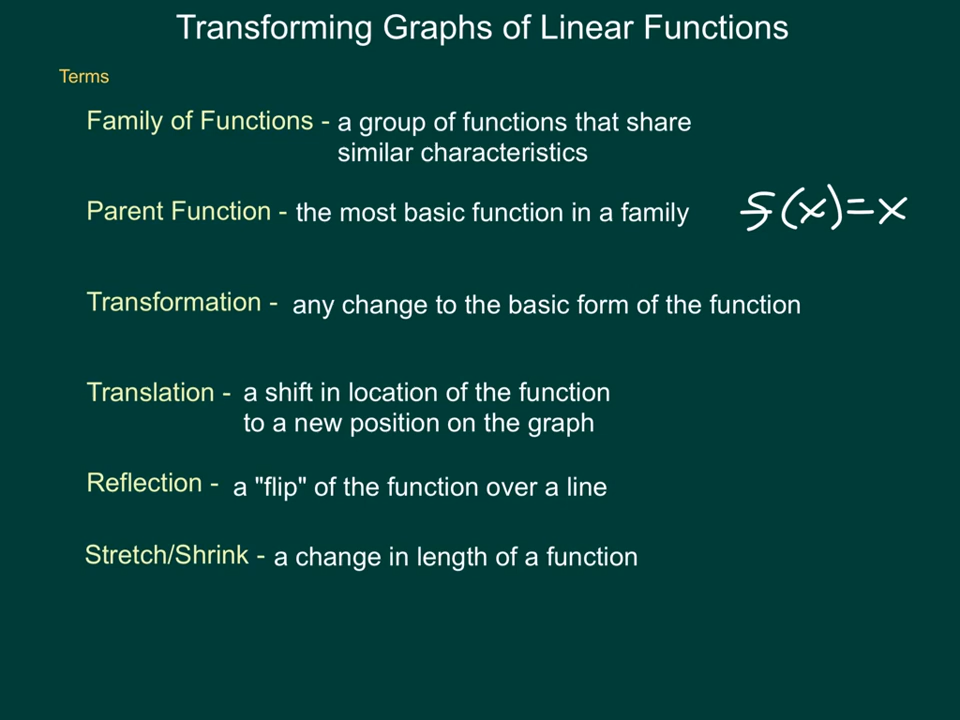 Transforming Graphs of Linear Functions
Terms
Family of Functions - a group of functions that share
similar characteristics
Parent Function - the most basic function in a family f(x)=x
Transformation - any change to the basic form of the function
Translation - a shift in location of the function
to a new position on the graph
Reflection - a "flip" of the function over a line
Stretch/Shrink - a change in length of a function